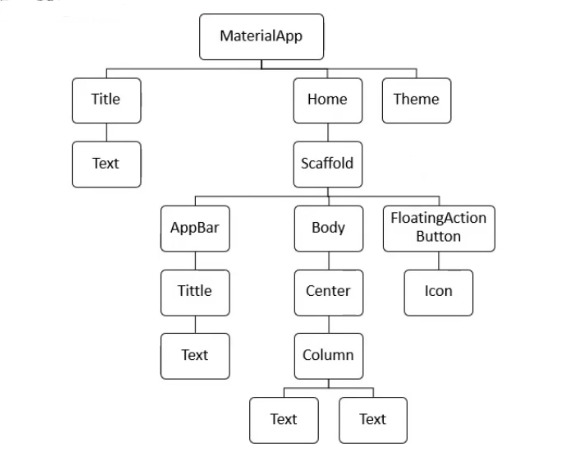 MaterialApp
Title
Home
Theme
Text
Scaffold
AppBar
Body
FloatingAction
Button
Tittle
Center
Icon
Text
Column
Text
Text